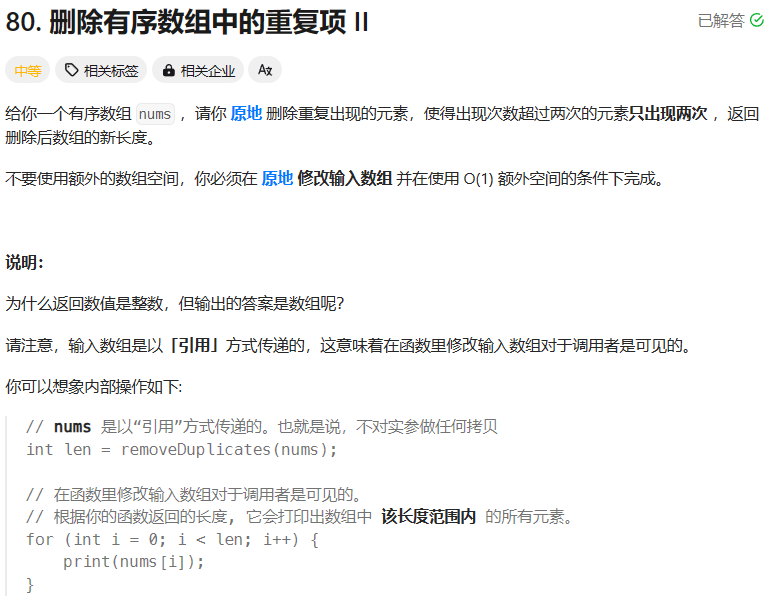 80. 删除有序数组中的重复项 II
已解答
中等 相关标签 相关企业 Aあ
给你一个有序数组 nums ，请你 原地 删除重复出现的元素，使得出现次数超过两次的元素只出现两次 ，返回
删除后数组的新长度。
不要使用额外的数组空间，你必须在 原地 修改输入数组 并在使用 O(1) 额外空间的条件下完成。
说明：
为什么返回数值是整数，但输出的答案是数组呢？
请注意，输入数组是以「引用」方式传递的，这意味着在函数里修改输入数组对于调用者是可见的。
你可以想象内部操作如下:
// nums 是以“引用”方式传递的。也就是说，不对实参做任何拷贝
int len = removeDuplicates(nums);
// 在函数里修改输入数组对于调用者是可见的。
// 根据你的函数返回的长度, 它会打印出数组中 该长度范围内 的所有元素。
for (int i = 0; i < len; i++) {
    print(nums[i]);
}